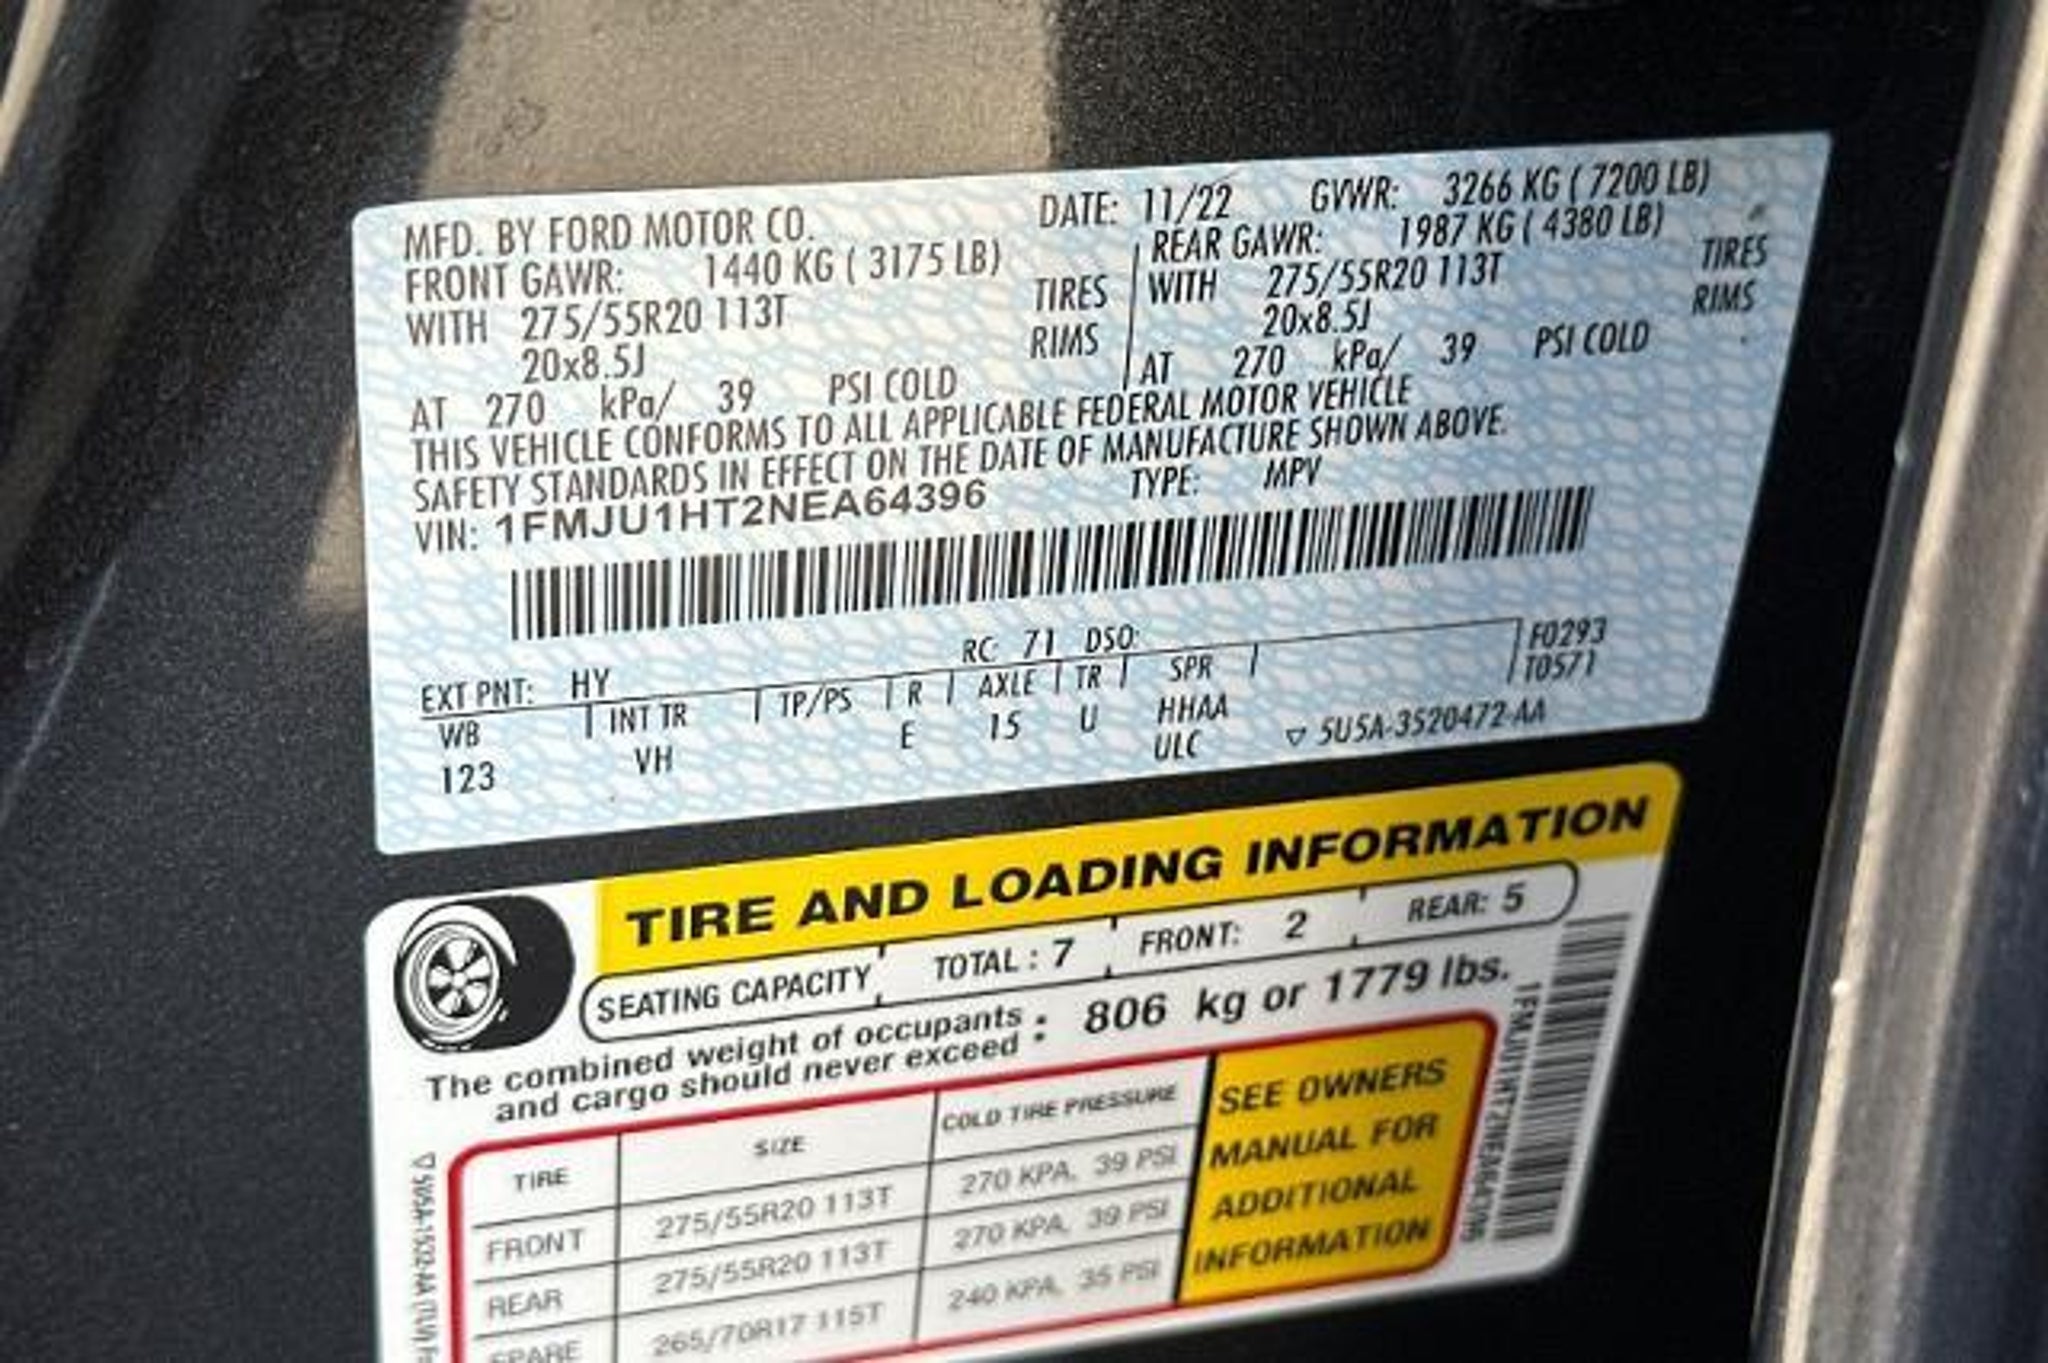 MFD. BY FORD MOTOR CO. DATE: 11/22 GVWR: 3266 KG ( 7200 LB)
FRONT GAWR: 1440 KG ( 3175 LB) REAR GAWR: 1987 KG ( 4380 LB)
WITH 275/55R20 113T TIRES WITH 275/55R20 113T TIRES
20x8.5J RIMS 20x8.5J RIMS
AT 270 kPa/ 39 PSI COLD AT 270 kPa/ 39 PSI COLD
THIS VEHICLE CONFORMS TO ALL APPLICABLE FEDERAL MOTOR VEHICLE
SAFETY STANDARDS IN EFFECT ON THE DATE OF MANUFACTURE SHOWN ABOVE.
VIN: 1FMJU1HT2NEA64396 TYPE: MPV
EXT PNT: HY RC: 71 DSO: F0293
WB INT TR TP/PS R AXLE TR SPR T0571
123 VH E 15 U HHAA
ULC ▽ 5U5A-3520472-AA
TIRE AND LOADING INFORMATION
SEATING CAPACITY TOTAL : 7 FRONT: 2 REAR: 5
The combined weight of occupants
and cargo should never exceed : 806 kg or 1779 lbs.
TIRE SIZE COLD TIRE PRESSURE
FRONT 275/55R20 113T 270 KPA, 39 PSI
REAR 275/55R20 113T 270 KPA, 39 PSI
SPARE 265/70R17 115T 240 KPA, 35 PSI
SEE OWNERS
MANUAL FOR
ADDITIONAL
INFORMATION
1FMJU1HT2NEA64396
▽ 5U5A-1532-AA